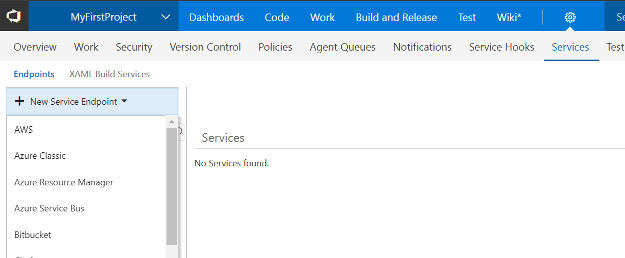 MyFirstProject Dashboards Code Work Build and Release Test Wiki* Se
Overview Work Security Version Control Policies Agent Queues Notifications Service Hooks Services Test
Endpoints XAML Build Services
+ New Service Endpoint
AWS
Services
Azure Classic
No Services found.
Azure Resource Manager
Azure Service Bus
Bitbucket